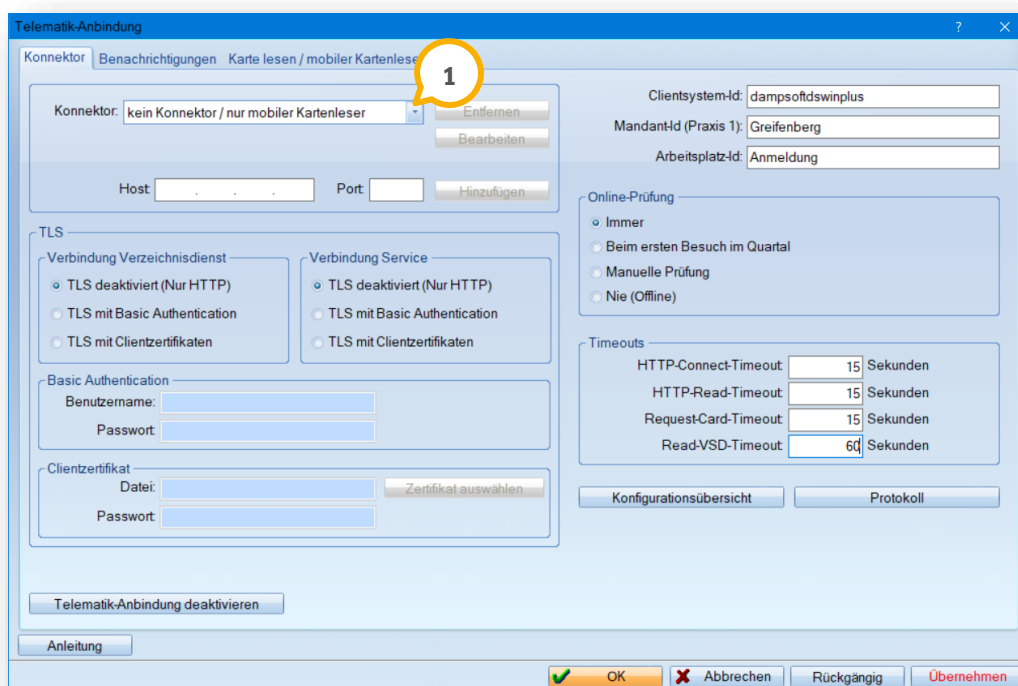 Telematik-Anbindung ? ×
Konnektor Benachrichtigungen Karte lesen / mobiler Kartenlese
1
Konnektor: kein Konnektor / nur mobiler Kartenleser Entfernen
Bearbeiten
Host: . . . Port: Hinzufügen
TLS
Verbindung Verzeichnisdienst
TLS deaktiviert (Nur HTTP)
TLS mit Basic Authentication
TLS mit Clientzertifikaten
Verbindung Service
TLS deaktiviert (Nur HTTP)
TLS mit Basic Authentication
TLS mit Clientzertifikaten
Basic Authentication
Benutzername:
Passwort:
Clientzertifikat
Datei: Zertifikat auswählen
Passwort:
Clientsystem-Id: dampsoftdswinplus
Mandant-Id (Praxis 1): Greifenberg
Arbeitsplatz-Id: Anmeldung
Online-Prüfung
Immer
Beim ersten Besuch im Quartal
Manuelle Prüfung
Nie (Offline)
Timeouts
HTTP-Connect-Timeout: 15 Sekunden
HTTP-Read-Timeout: 15 Sekunden
Request-Card-Timeout: 15 Sekunden
Read-VSD-Timeout: 60 Sekunden
Konfigurationsübersicht Protokoll
Telematik-Anbindung deaktivieren
Anleitung
OK Abbrechen Rückgängig Übernehmen